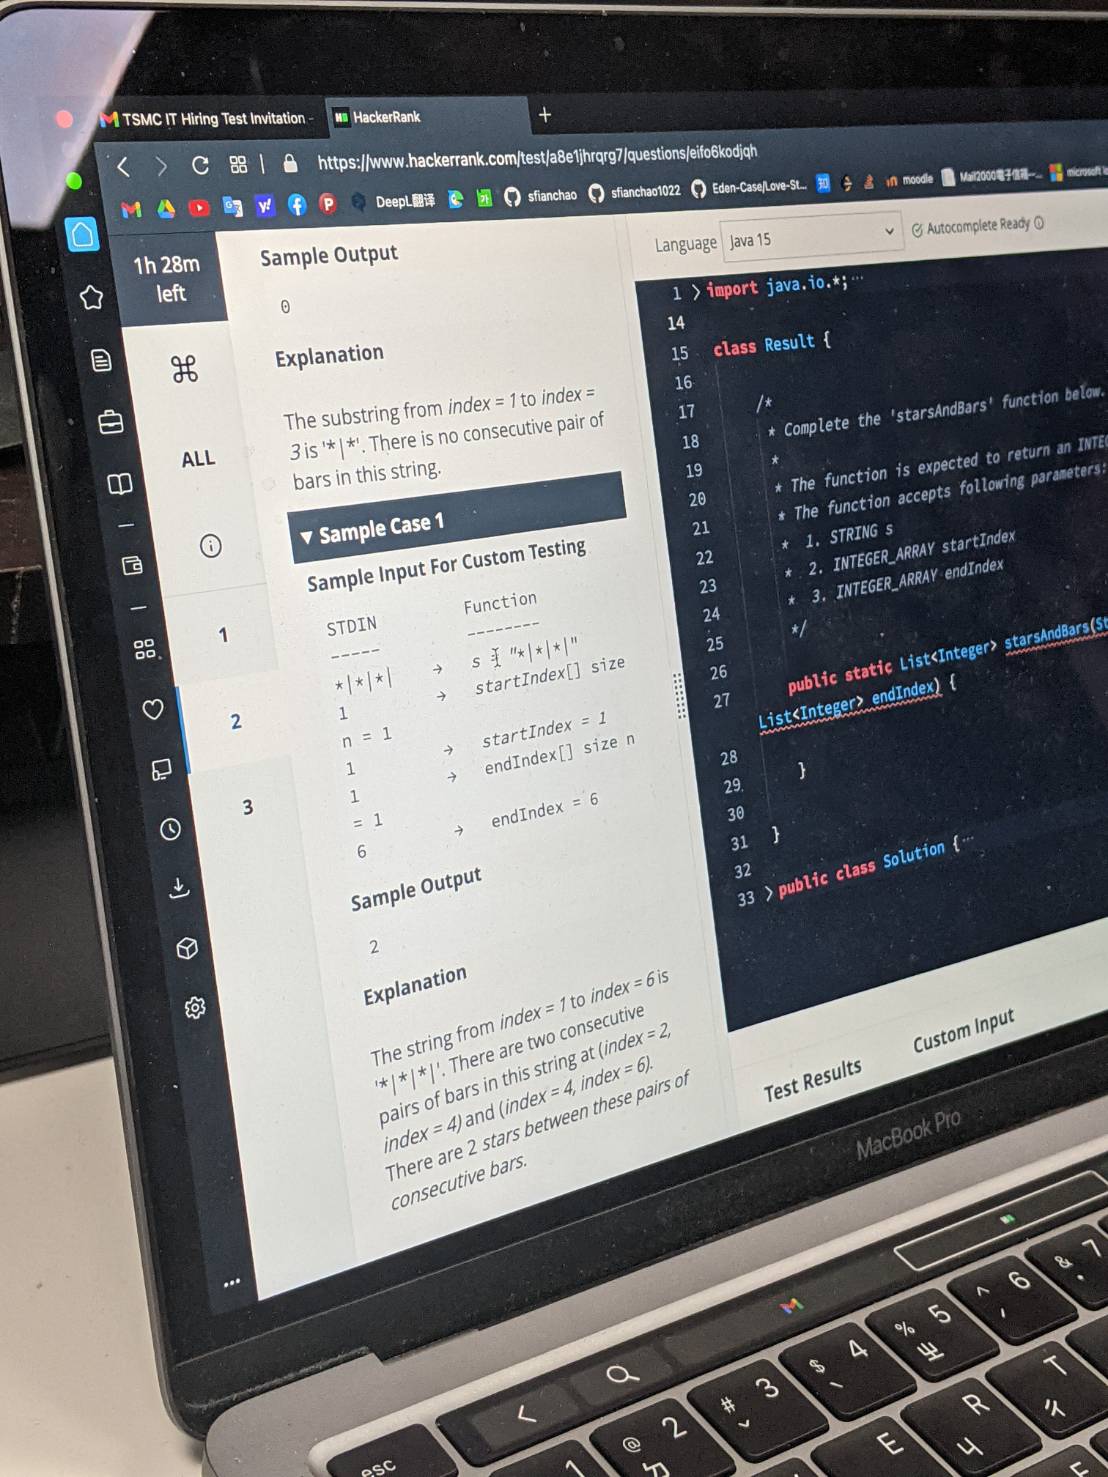 TSMC IT Hiring Test Invitation -
HackerRank
https://www.hackerrank.com/test/a8e1jhrqrg7/questions/eifo6kodjqh
DeepL翻译
sfianchao
sfianchao1022
Eden-Case/Love-St...
知
moodle
Mail2000電子信箱-...
1h 28m
left
ALL
1
2
3
Sample Output
0
Explanation
The substring from index = 1 to index =
3 is '*|*'. There is no consecutive pair of
bars in this string.
▼ Sample Case 1
Sample Input For Custom Testing
STDIN Function
----- --------
*|*|*| → s "*|*|*|"
1 → startIndex[] size
n = 1
1 → startIndex = 1
1 → endIndex[] size n
= 1
6 → endIndex = 6
Sample Output
2
Explanation
The string from index = 1 to index = 6 is
'*|*|*|'. There are two consecutive
pairs of bars in this string at (index = 2,
index = 4) and (index = 4, index = 6).
There are 2 stars between these pairs of
consecutive bars.
Language
Java 15
Autocomplete Ready
1 import java.io.*;...
14
15 class Result {
16
17 /*
18 * Complete the 'starsAndBars' function below.
19 *
20 * The function is expected to return an INTEG
21 * The function accepts following parameters:
22 * 1. STRING s
23 * 2. INTEGER_ARRAY startIndex
24 * 3. INTEGER_ARRAY endIndex
25 */
26
27 public static List<Integer> starsAndBars(St
List<Integer> endIndex) {
28
29 }
30
31 }
32
33 public class Solution {...
Test Results
Custom Input
MacBook Pro
esc
1
@ 2 ㄉ
# 3 ˇ
$ 4 ˋ
% 5 ㄓ
^ 6 ˊ
& 7 ˙
E
R ㄐ
T ㄔ